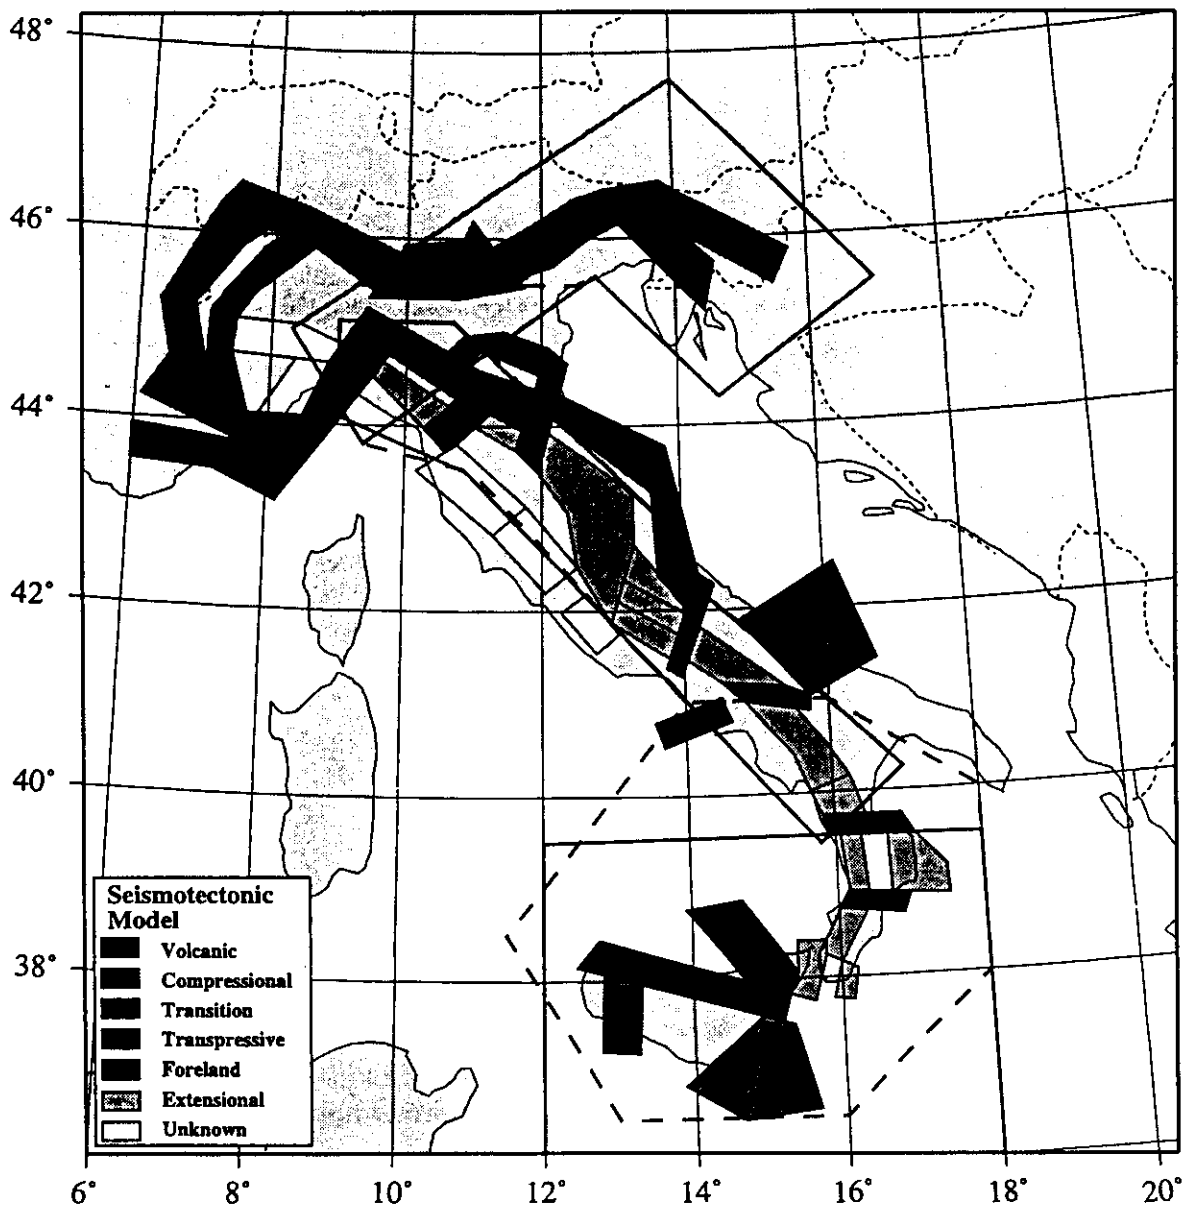 48°
46°
44°
42°
40°
38°
Seismotectonic
Model
Volcanic
Compressional
Transition
Transpressive
Foreland
Extensional
Unknown
6° 8° 10° 12° 14° 16° 18° 20°